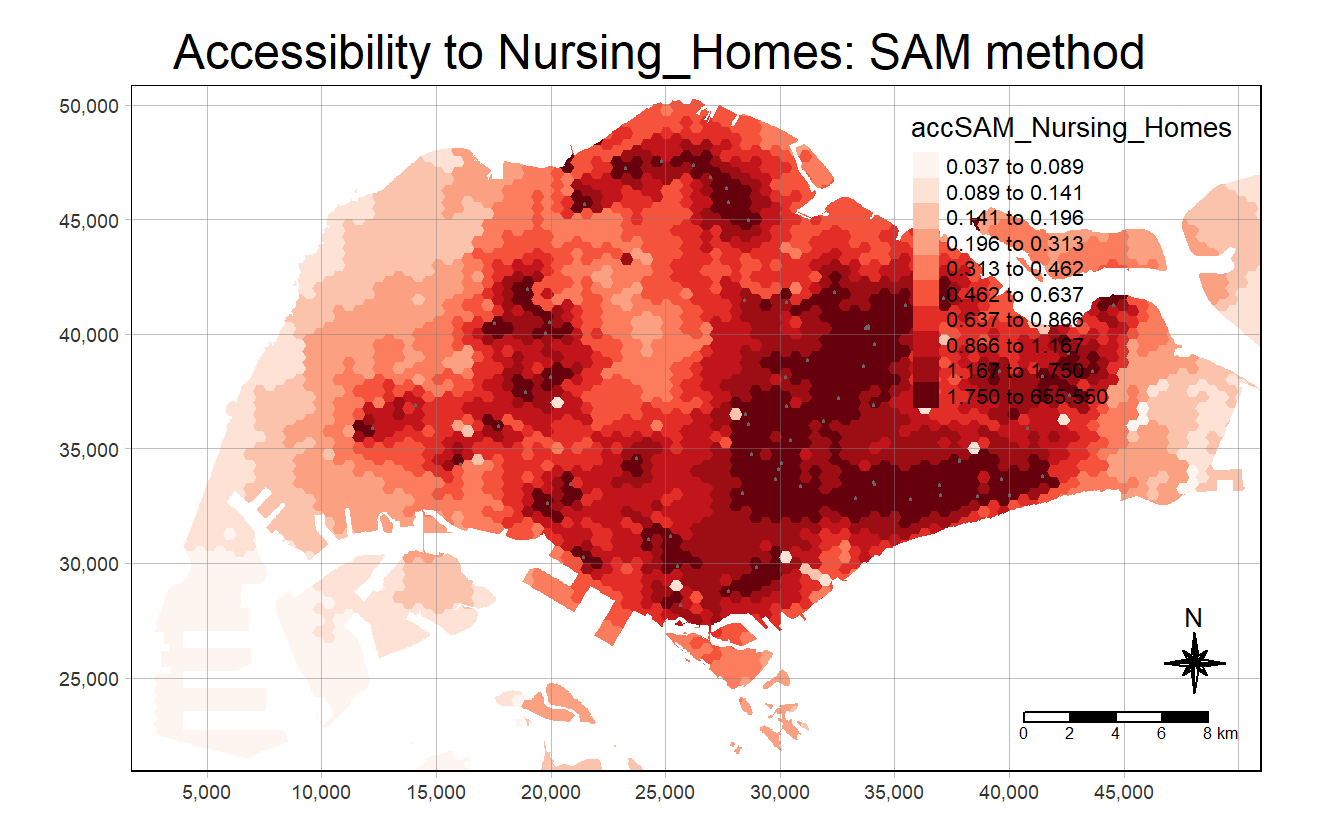 Accessibility to Nursing_Homes: SAM method
accSAM_Nursing_Homes
0.037 to 0.089
0.089 to 0.141
0.141 to 0.196
0.196 to 0.313
0.313 to 0.462
0.462 to 0.637
0.637 to 0.866
0.866 to 1.167
1.167 to 1.750
1.750 to 655.550
50,000
45,000
40,000
35,000
30,000
25,000
N
0 2 4 6 8 km
5,000 10,000 15,000 20,000 25,000 30,000 35,000 40,000 45,000